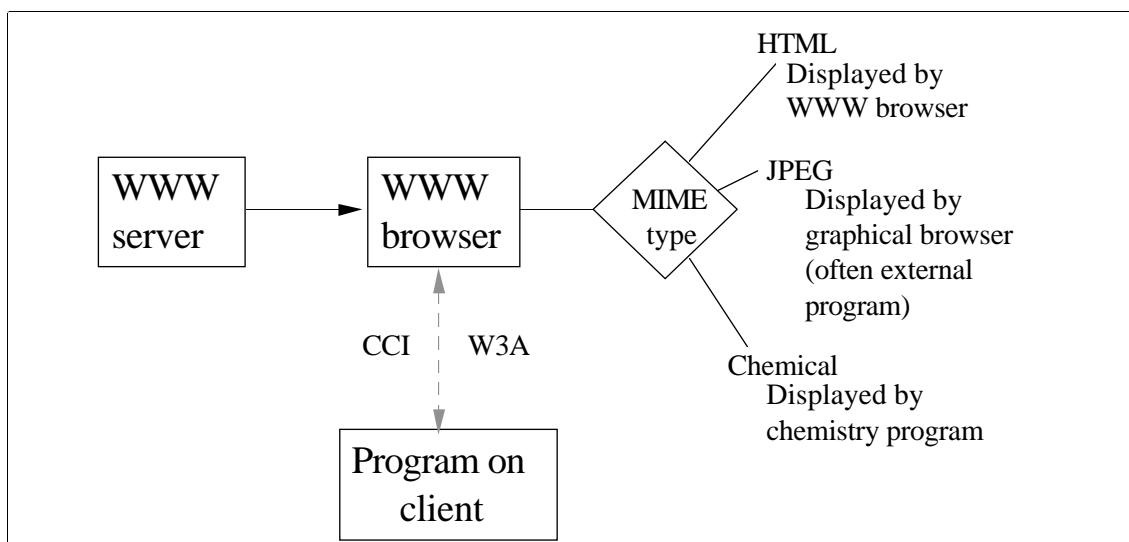 WWW
server
WWW
browser
MIME
type
HTML
Displayed by
WWW browser
JPEG
Displayed by
graphical browser
(often external
program)
Chemical
Displayed by
chemistry program
CCI
W3A
Program on
client